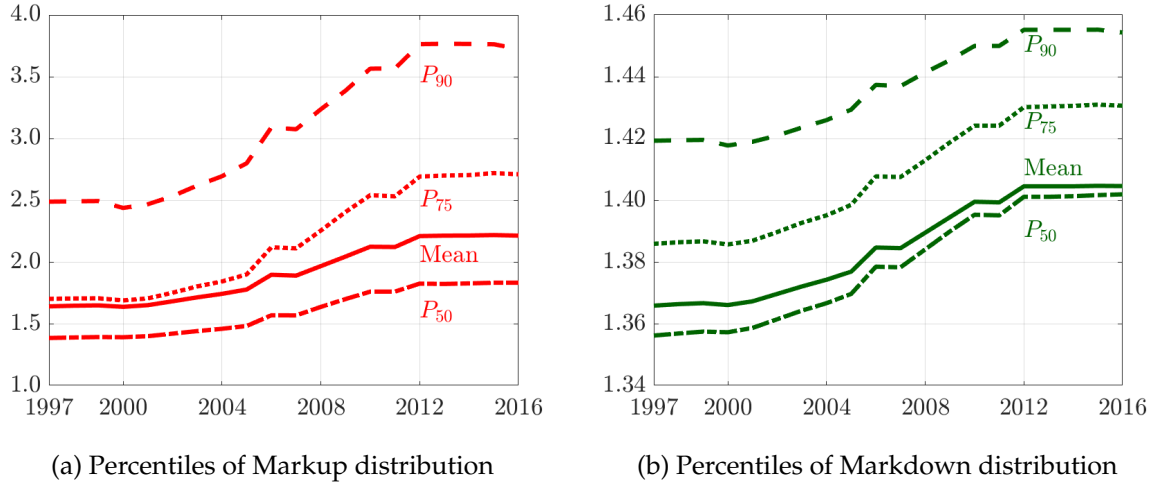 4.0
3.5
3.0
2.5
2.0
1.5
1.0
P90
P75
Mean
P50
1997 2000 2004 2008 2012 2016
(a) Percentiles of Markup distribution
1.46
1.44
1.42
1.40
1.38
1.36
1.34
P90
P75
Mean
P50
1997 2000 2004 2008 2012 2016
(b) Percentiles of Markdown distribution